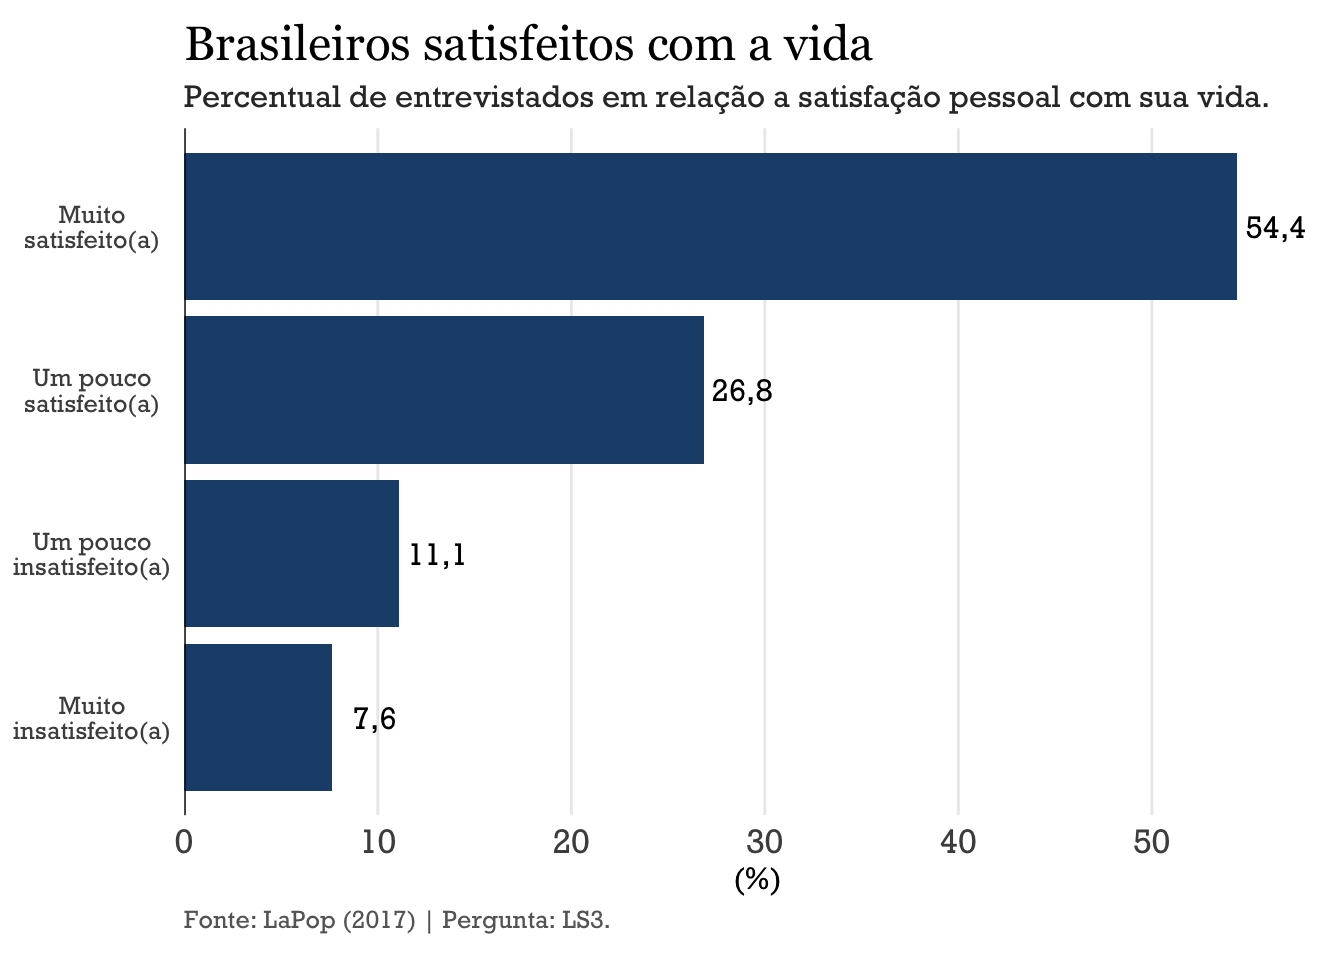 Brasileiros satisfeitos com a vida
Percentual de entrevistados em relação a satisfação pessoal com sua vida.
Muito
satisfeito(a)
54,4
Um pouco
satisfeito(a)
26,8
Um pouco
insatisfeito(a)
11,1
Muito
insatisfeito(a)
7,6
0 10 20 30 40 50
(%)
Fonte: LaPop (2017) | Pergunta: LS3.